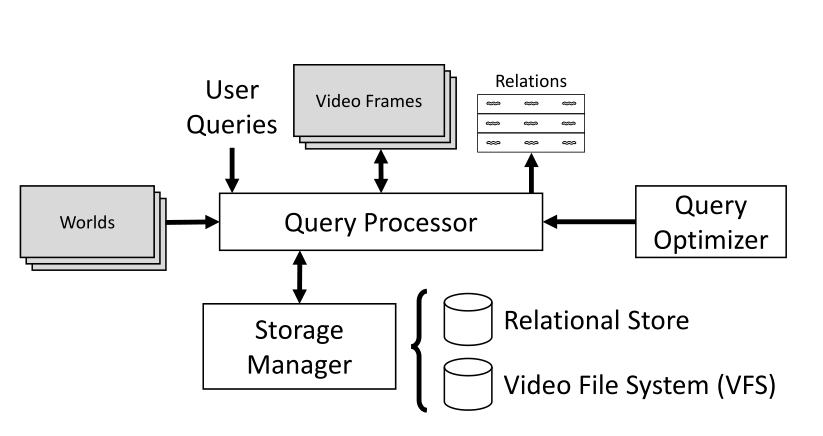 Relations
User
Queries
Video Frames
Worlds
Query Processor
Query
Optimizer
Storage
Manager
Relational Store
Video File System (VFS)